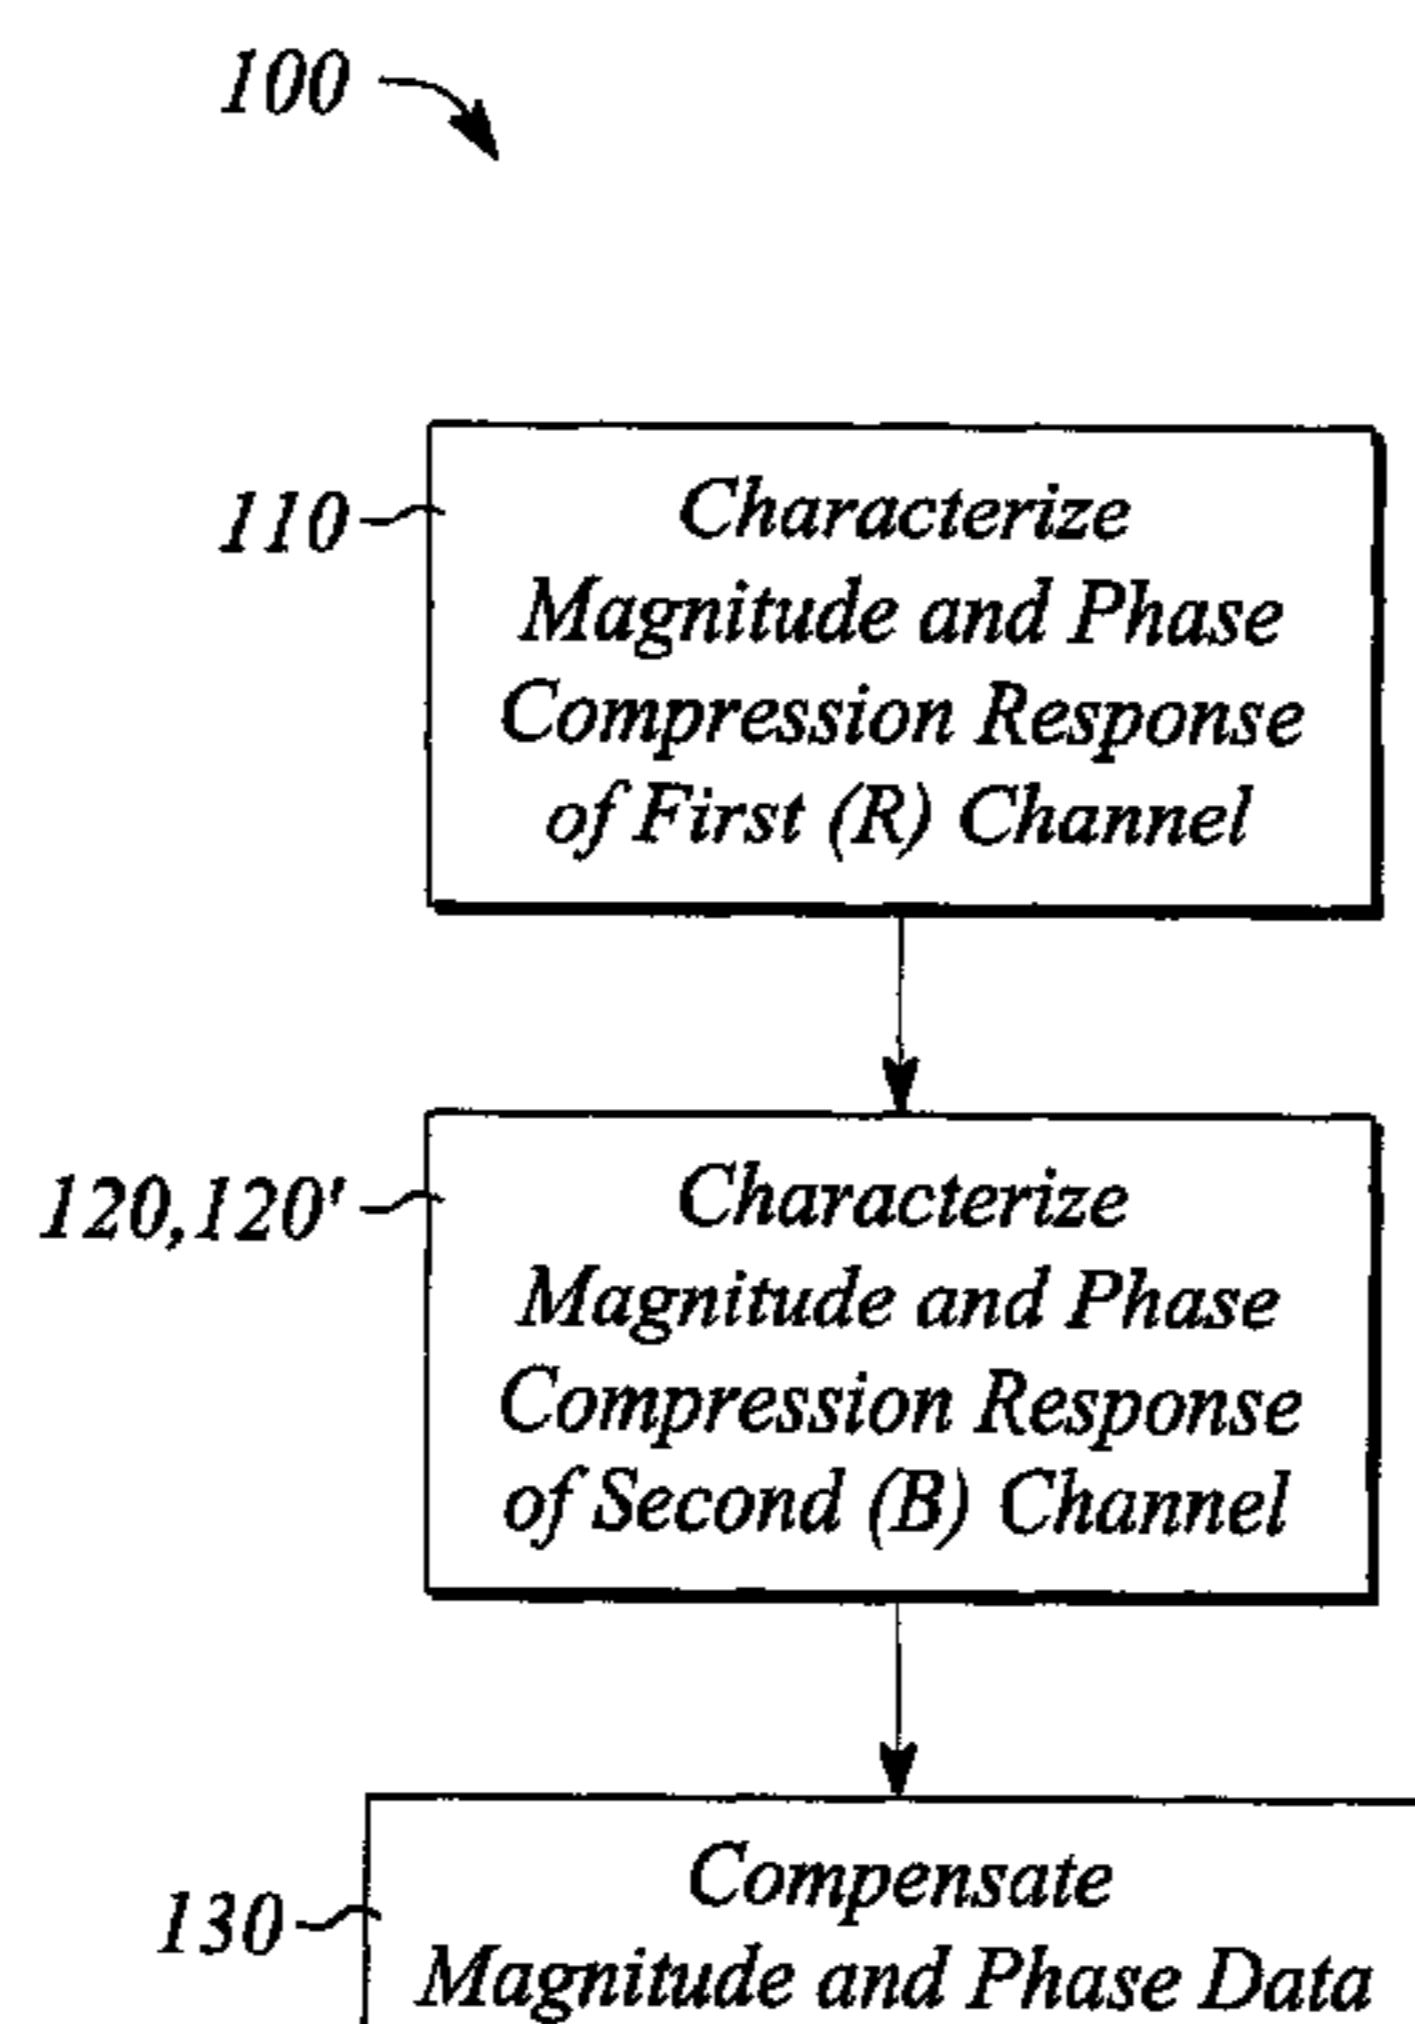 100
110
Characterize
Magnitude and Phase
Compression Response
of First (R) Channel
120,120'
Characterize
Magnitude and Phase
Compression Response
of Second (B) Channel
130
Compensate
Magnitude and Phase Data